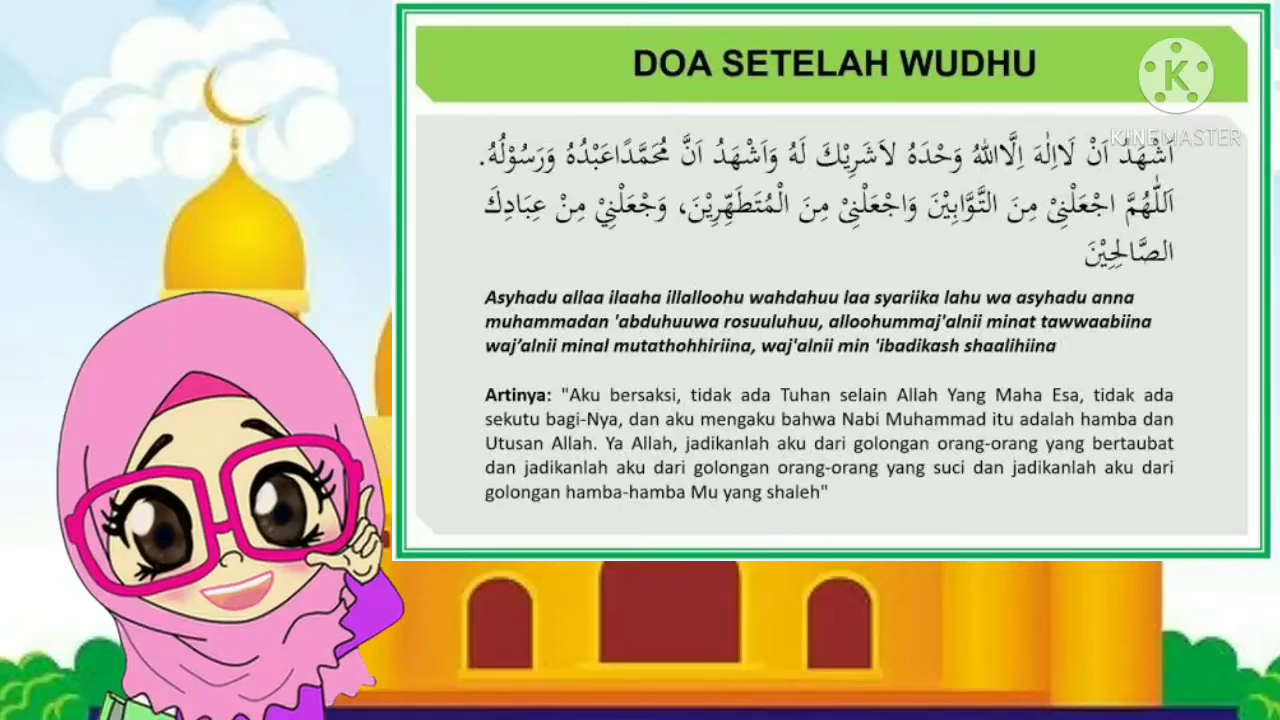 DOA SETELAH WUDHU
K
KINEMASTER
اَشْهَدُ اَنْ لَااِلٰهَ اِلَّااللهُ وَحْدَهُ لاَشَرِيْكَ لَهُ وَاَشْهَدُ اَنَّ مُحَمَّدًاعَبْدُهُ وَرَسُوْلُهُ.
اَللّٰهُمَّ اجْعَلْنِيْ مِنَ التَّوَّابِيْنَ وَاجْعَلْنِيْ مِنَ الْمُتَطَهِّرِيْنَ، وَجْعَلْنِيْ مِنْ عِبَادِكَ
الصَّالِحِيْنَ
Asyhadu allaa ilaaha illalloohu wahdahuu laa syariika lahu wa asyhadu anna
muhammadan 'abduhuuwa rosuuluhuu, alloohummaj'alnii minat tawwaabiina
waj’alnii minal mutathohhiriina, waj'alnii min 'ibadikash shaalihiina
Artinya: "Aku bersaksi, tidak ada Tuhan selain Allah Yang Maha Esa, tidak ada
sekutu bagi-Nya, dan aku mengaku bahwa Nabi Muhammad itu adalah hamba dan
Utusan Allah. Ya Allah, jadikanlah aku dari golongan orang-orang yang bertaubat
dan jadikanlah aku dari golongan orang-orang yang suci dan jadikanlah aku dari
golongan hamba-hamba Mu yang shaleh"